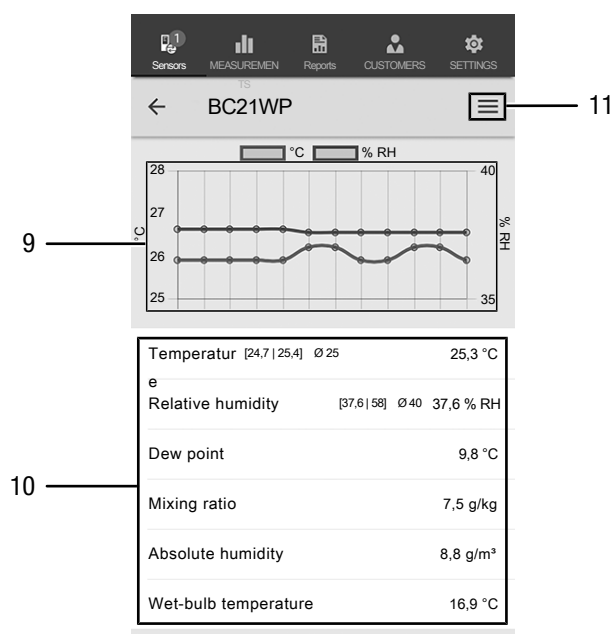 1
Sensors MEASUREMEN Reports CUSTOMERS SETTINGS
TS
BC21WP
11
°C % RH
28 40
27
°C % RH
9
26
25 35
Temperatur [24,7 | 25,4] Ø 25 25,3 °C
e
Relative humidity [37,6 | 58] Ø 40 37,6 % RH
Dew point 9,8 °C
10
Mixing ratio 7,5 g/kg
Absolute humidity 8,8 g/m³
Wet-bulb temperature 16,9 °C